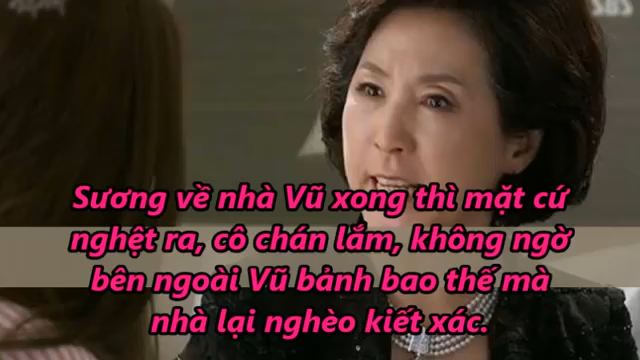 SBS
Sương về nhà Vũ xong thì mặt cứ
nghệt ra, cô chán lắm, không ngờ
bên ngoài Vũ bảnh bao thế mà
nhà lại nghèo kiết xác.